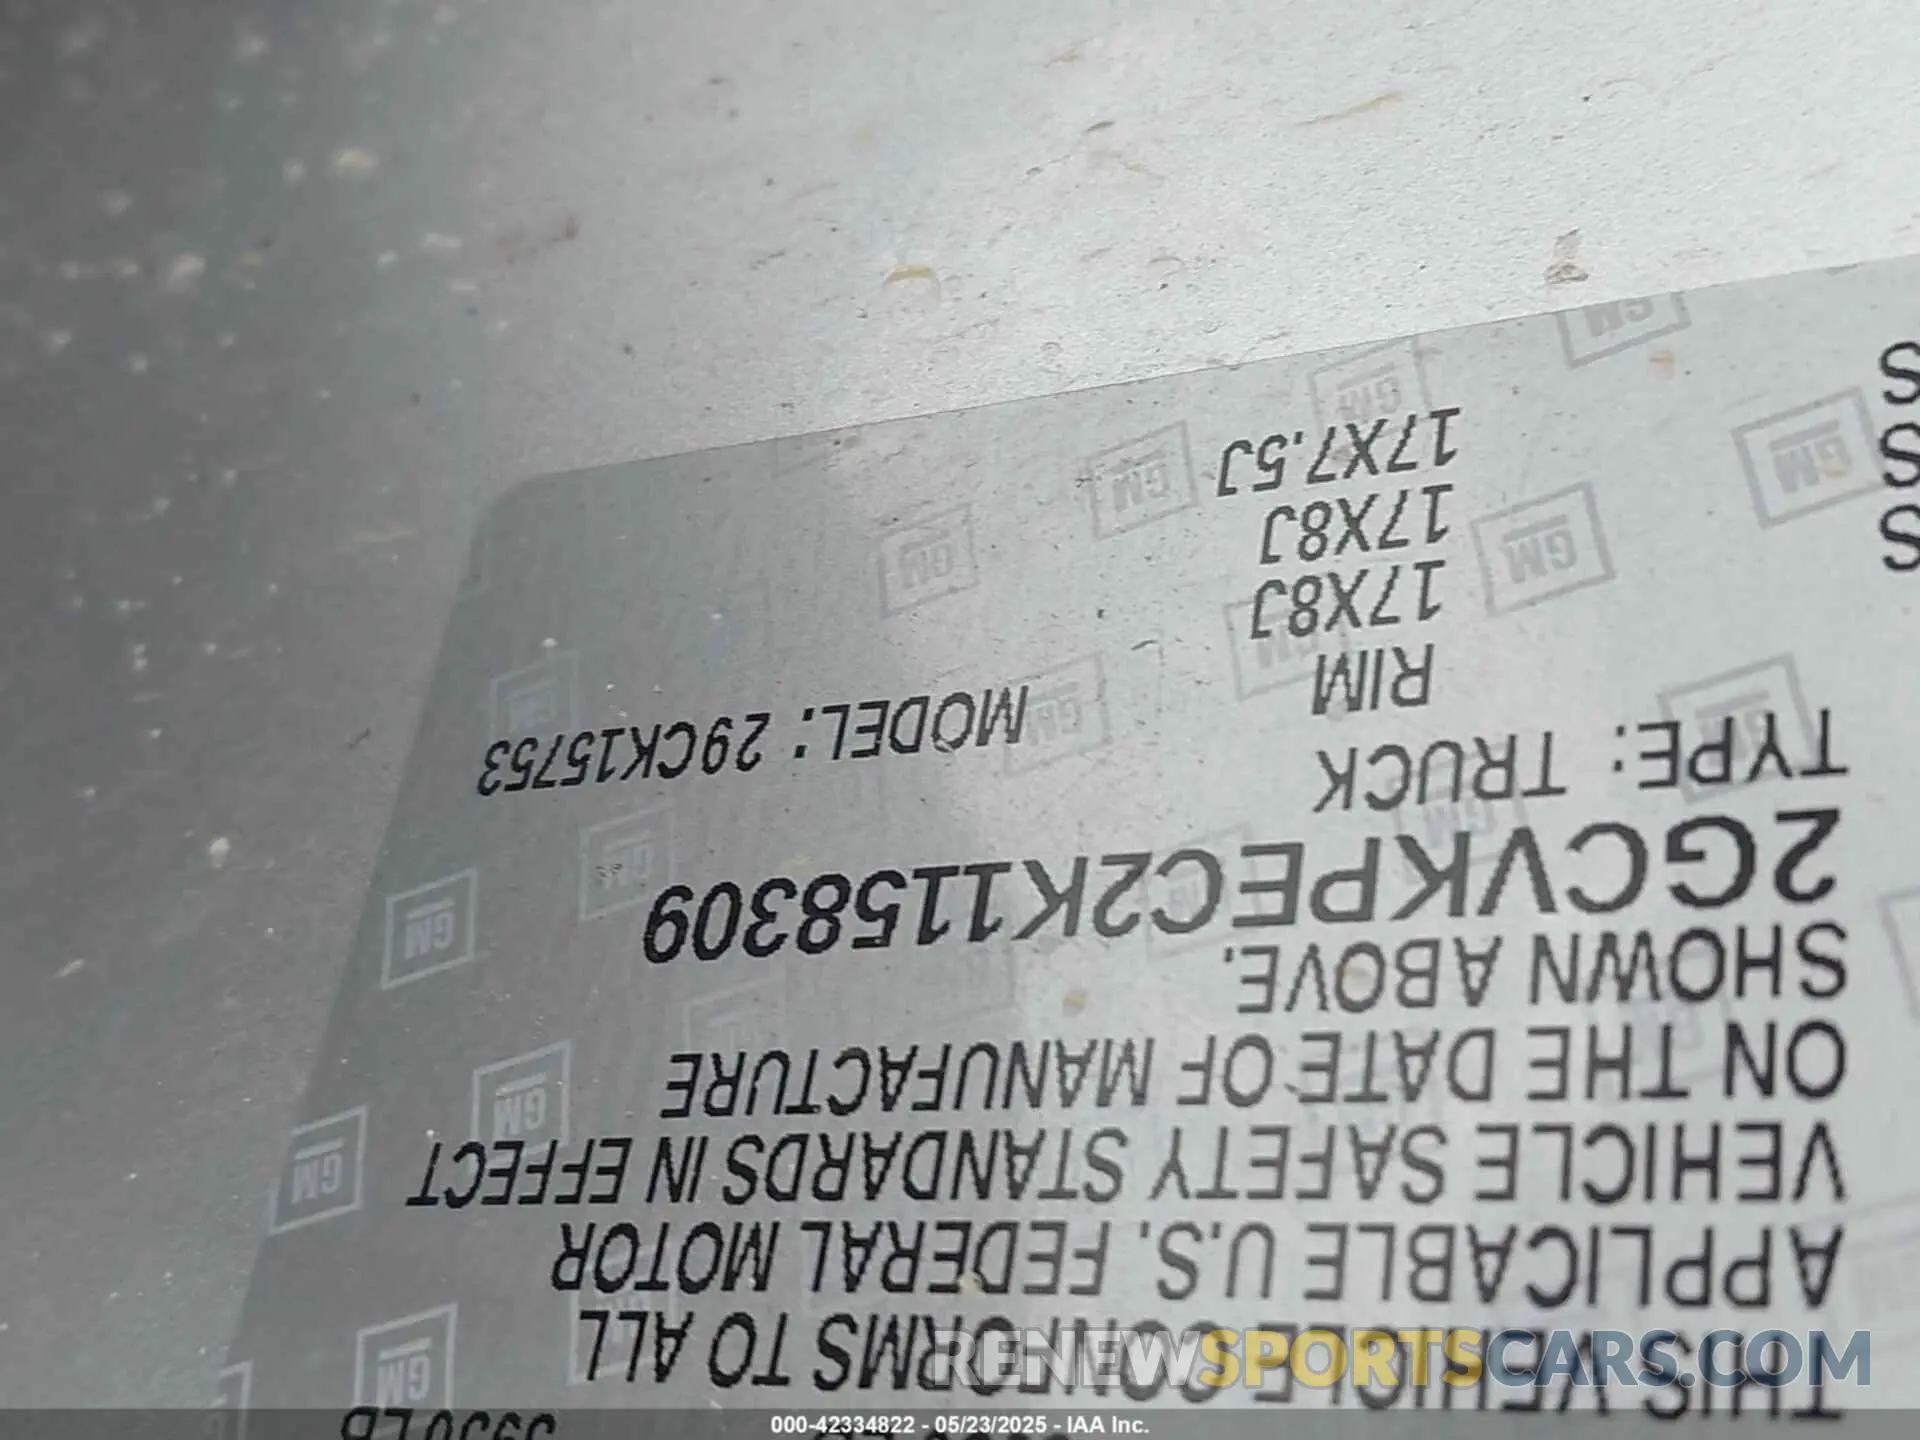 THIS VEHICLE CONFORMS TO ALL
APPLICABLE U.S. FEDERAL MOTOR
VEHICLE SAFETY STANDARDS IN EFFECT
ON THE DATE OF MANUFACTURE
SHOWN ABOVE.
2GCVKPEC2K1158309
TYPE: TRUCK MODEL: 29CK15753
RIM
17X8J
17X8J
17X7.5J
S
S
S
GM
RENEWSPORTSCARS.COM
000-42334822 - 05/23/2025 - IAA Inc.